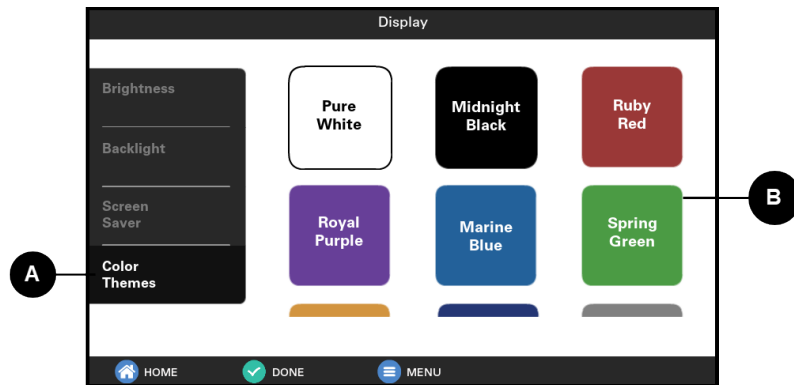 Display
Brightness
Backlight
Screen
Saver
Color
Themes
Pure
White
Midnight
Black
Ruby
Red
Royal
Purple
Marine
Blue
Spring
Green
A
B
HOME
DONE
MENU